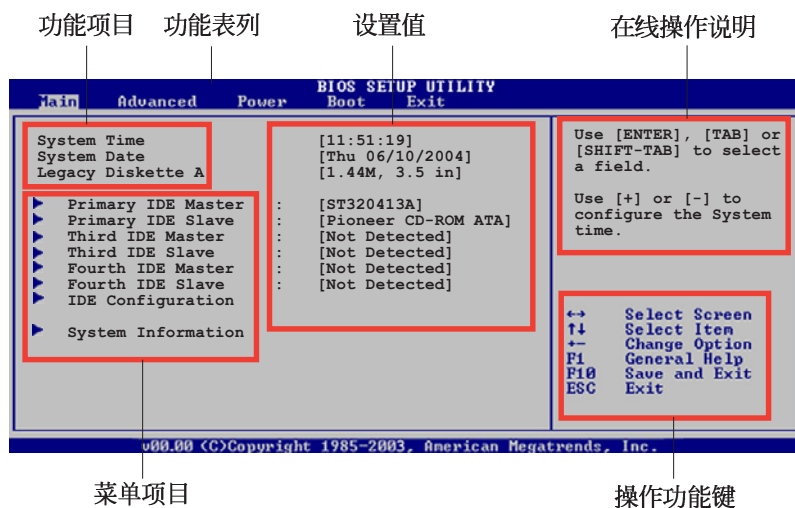 功能项目 功能表列 设置值 在线操作说明
BIOS SETUP UTILITY
Main Advanced Power Boot Exit
System Time [11:51:19]
System Date [Thu 06/10/2004]
Legacy Diskette A [1.44M, 3.5 in]
Primary IDE Master : [ST320413A]
Primary IDE Slave : [Pioneer CD-ROM ATA]
Third IDE Master : [Not Detected]
Third IDE Slave : [Not Detected]
Fourth IDE Master : [Not Detected]
Fourth IDE Slave : [Not Detected]
IDE Configuration
System Information
Use [ENTER], [TAB] or
[SHIFT-TAB] to select
a field.
Use [+] or [-] to
configure the System
time.
↔ Select Screen
↑↓ Select Item
+- Change Option
F1 General Help
F10 Save and Exit
ESC Exit
v00.00 (C)Copyright 1985-2003, American Megatrends, Inc.
菜单项目 操作功能键